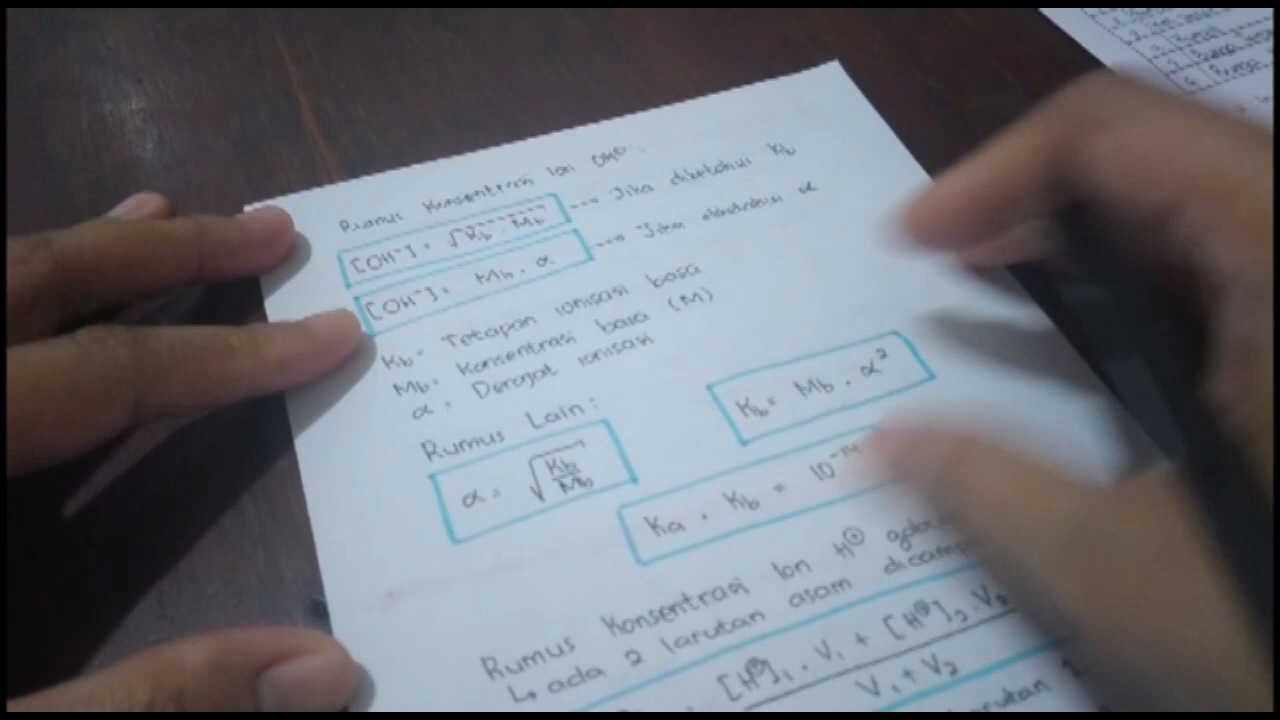 Rumus Konsentrasi Ion OH⊖
[OH⁻] = √Kb . Mb ---→ Jika diketahui Kb
[OH⁻] = Mb . α ---→ Jika diketahui α
Kb = Tetapan ionisasi basa
Mb = Konsentrasi basa (M)
α = Derajat ionisasi
Rumus Lain:
Kb = Mb . α²
α = √Kb/Mb
Ka . Kb = 10⁻¹⁴
Rumus Konsentrasi Ion H⊕
↳ ada 2 larutan asam
[H⊕]₁ . V₁ + [H⊕]₂ . V₂
V₁ + V₂
larutan